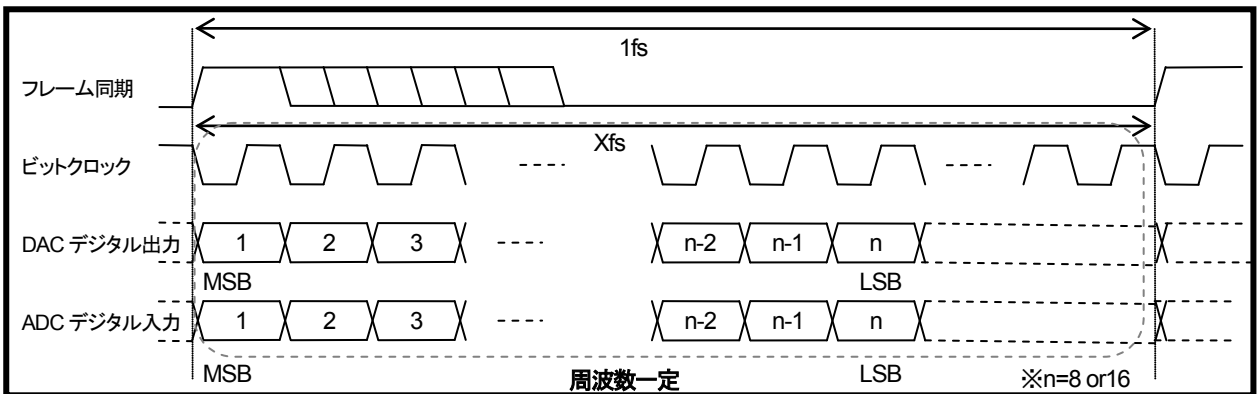 1fs
フレーム同期
Xfs
ビットクロック
DAC デジタル出力 1 2 3 n-2 n-1 n
MSB LSB
ADC デジタル入力 1 2 3 n-2 n-1 n
MSB 周波数一定 LSB ※n=8 or16